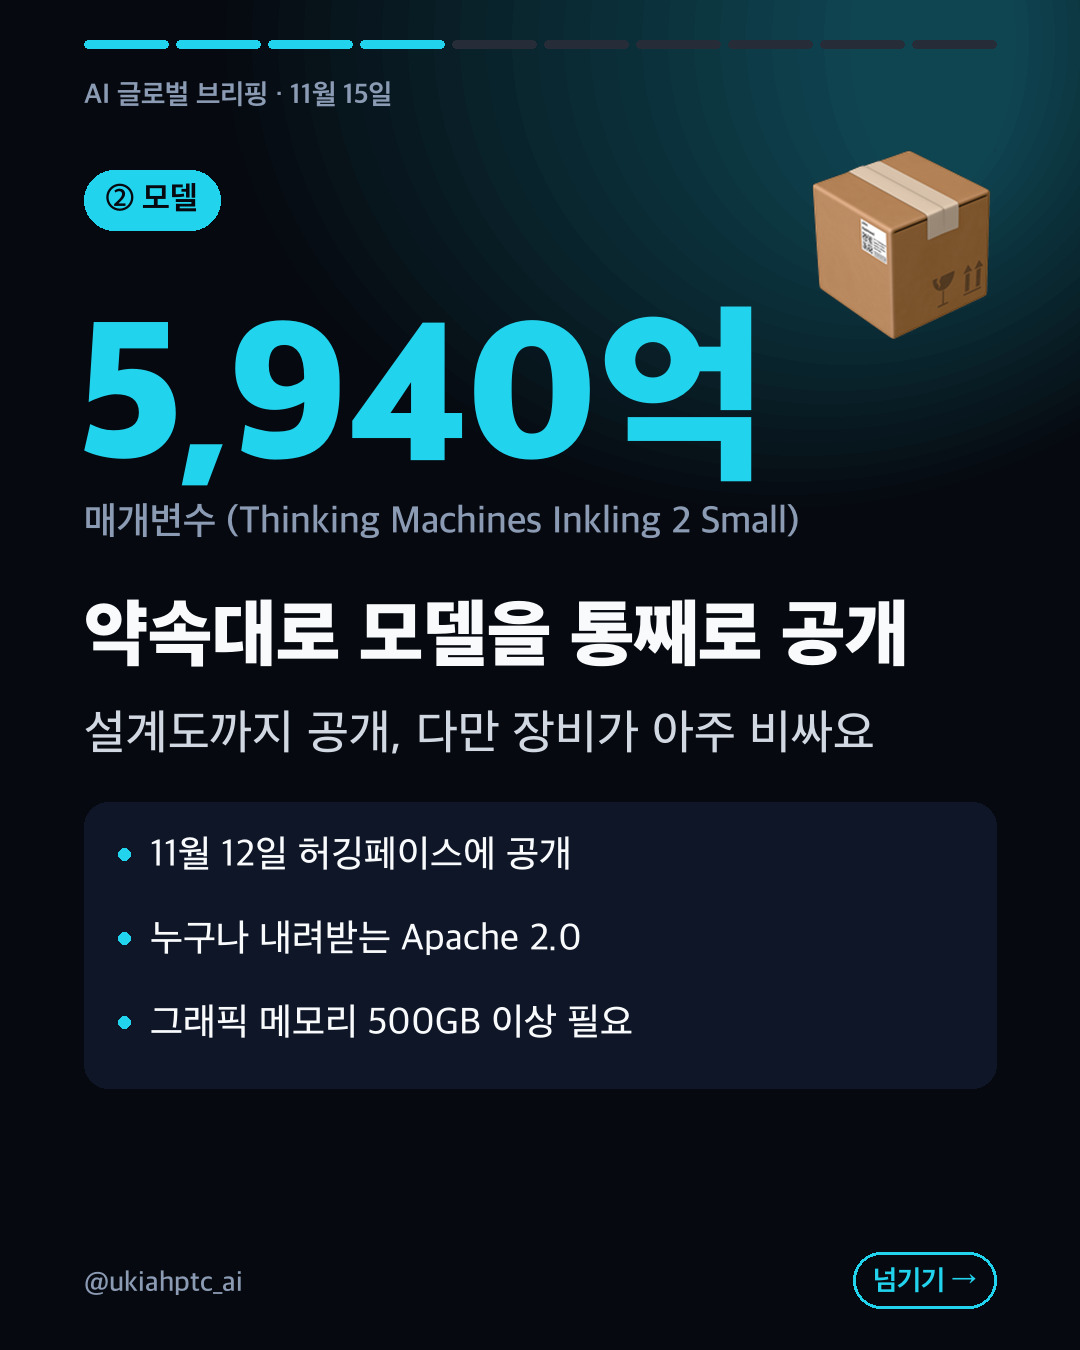 AI 글로벌 브리핑 · 11월 15일
② 모델
5,940억
매개변수 (Thinking Machines Inkling 2 Small)
약속대로 모델을 통째로 공개
설계도까지 공개, 다만 장비가 아주 비싸요
11월 12일 허깅페이스에 공개
누구나 내려받는 Apache 2.0
그래픽 메모리 500GB 이상 필요
@ukiahptc_ai
넘기기 →